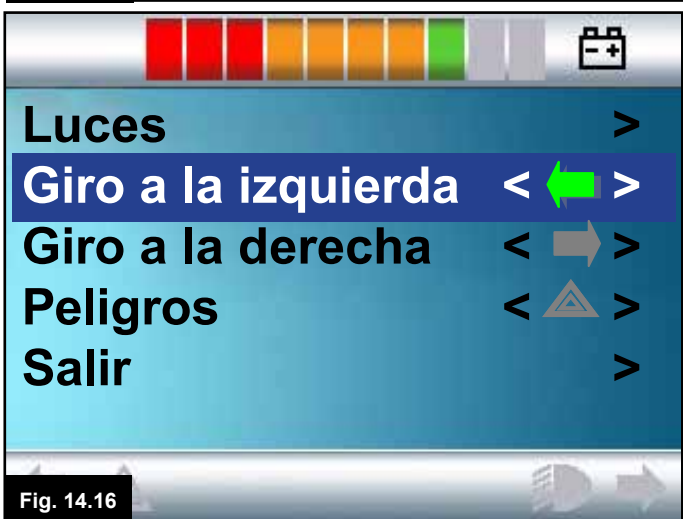 Luces >
Giro a la izquierda < >
Giro a la derecha < >
Peligros < >
Salir >
Fig. 14.16